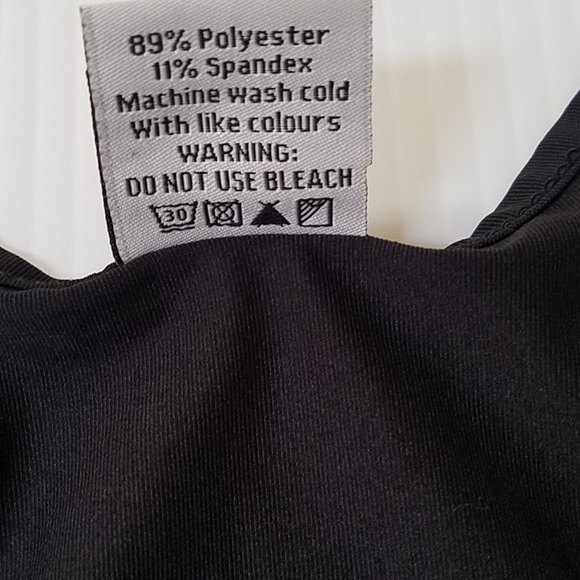 89% Polyester
11% Spandex
Machine wash cold
With like colours
WARNING:
DO NOT USE BLEACH
30